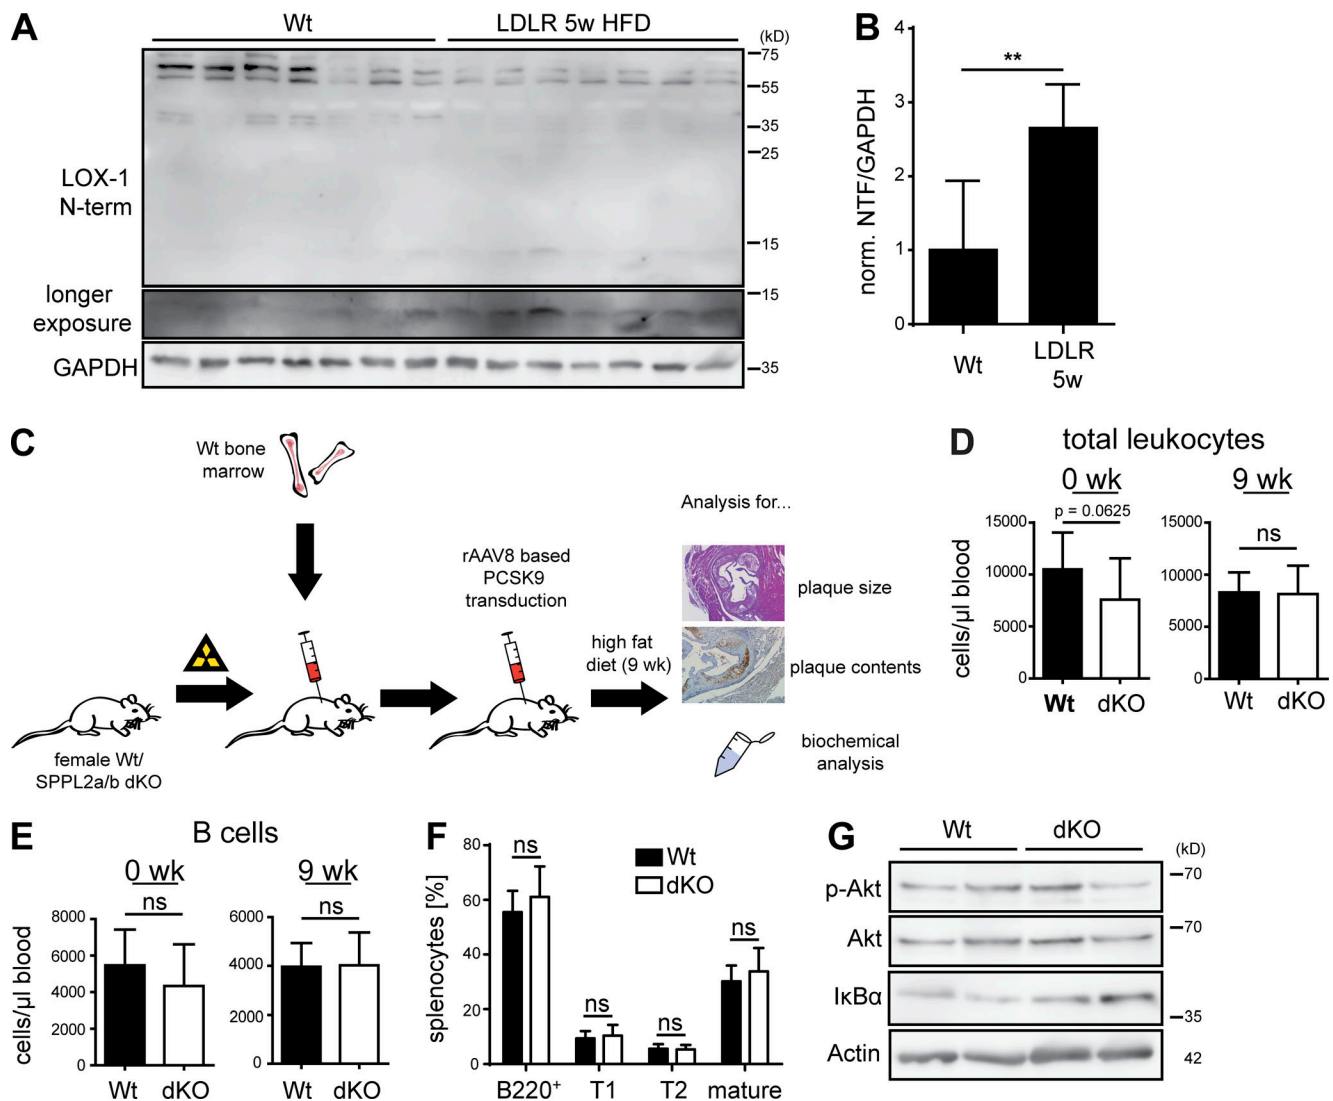 A
Wt
LDLR 5w HFD
(kD)
75
55
35
25
15
LOX-1
N-term
longer
exposure
15
GAPDH
35
B
norm. NTF/GAPDH
4
3
2
1
0
**
Wt
LDLR
5w
C
Wt bone
marrow
rAAV8 based
PCSK9
transduction
high fat
diet (9 wk)
Analysis for...
plaque size
plaque contents
biochemical
analysis
female Wt/
SPPL2a/b dKO
D
total leukocytes
0 wk
9 wk
p = 0.0625
ns
cells/µl blood
15000
10000
5000
0
15000
10000
5000
0
Wt
dKO
Wt
dKO
E
B cells
0 wk
9 wk
ns
ns
cells/µl blood
8000
6000
4000
2000
0
6000
4000
2000
0
Wt
dKO
Wt
dKO
F
splenocytes [%]
80
60
40
20
0
ns
ns
ns
ns
Wt
dKO
B220⁺
T1
T2
mature
G
Wt
dKO
(kD)
p-Akt
70
Akt
70
IκBα
35
Actin
42